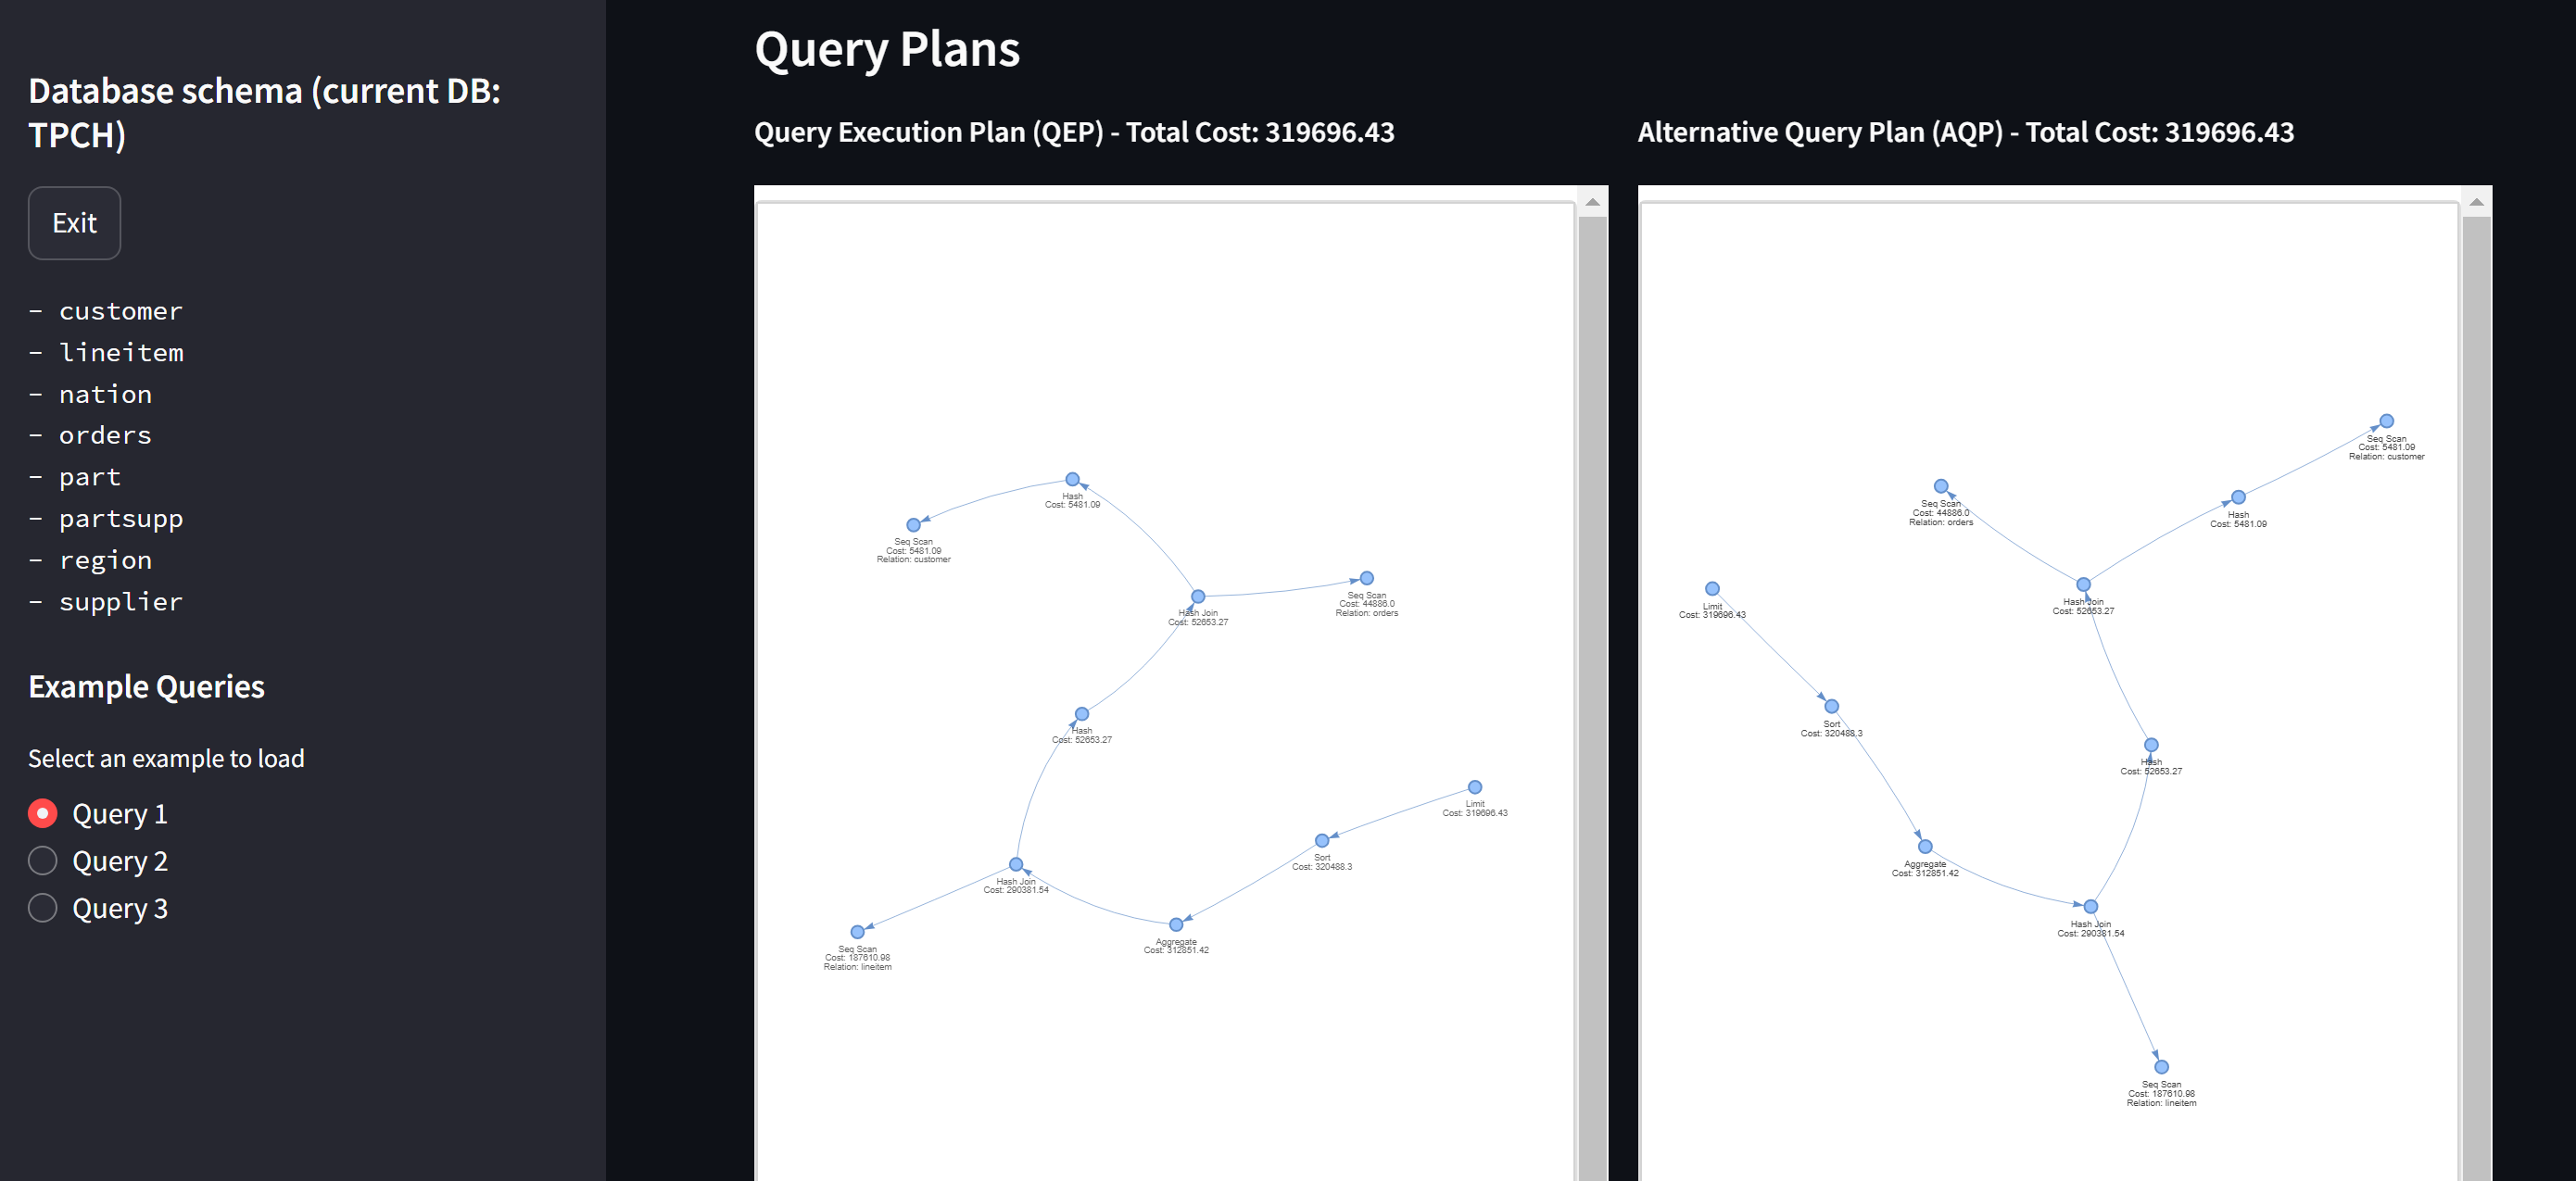 Database schema (current DB:
TPCH)
Exit
- customer
- lineitem
- nation
- orders
- part
- partsupp
- region
- supplier
Example Queries
Select an example to load
Query 1
Query 2
Query 3
Query Plans
Query Execution Plan (QEP) - Total Cost: 319696.43
Hash
Cost: 5481.09
Seq Scan
Cost: 5481.09
Relation: customer
Seq Scan
Cost: 44886.0
Relation: orders
Hash Join
Cost: 52653.27
Hash
Cost: 52653.27
Limit
Cost: 319696.43
Sort
Cost: 320488.3
Hash Join
Cost: 290381.54
Aggregate
Cost: 312851.42
Seq Scan
Cost: 187610.98
Relation: lineitem
Alternative Query Plan (AQP) - Total Cost: 319696.43
Seq Scan
Cost: 5481.09
Relation: customer
Seq Scan
Cost: 44886.0
Relation: orders
Hash
Cost: 5481.09
Hash Join
Cost: 52653.27
Limit
Cost: 319696.43
Sort
Cost: 320488.3
Hash
Cost: 52653.27
Aggregate
Cost: 312851.42
Hash Join
Cost: 290381.54
Seq Scan
Cost: 187610.98
Relation: lineitem